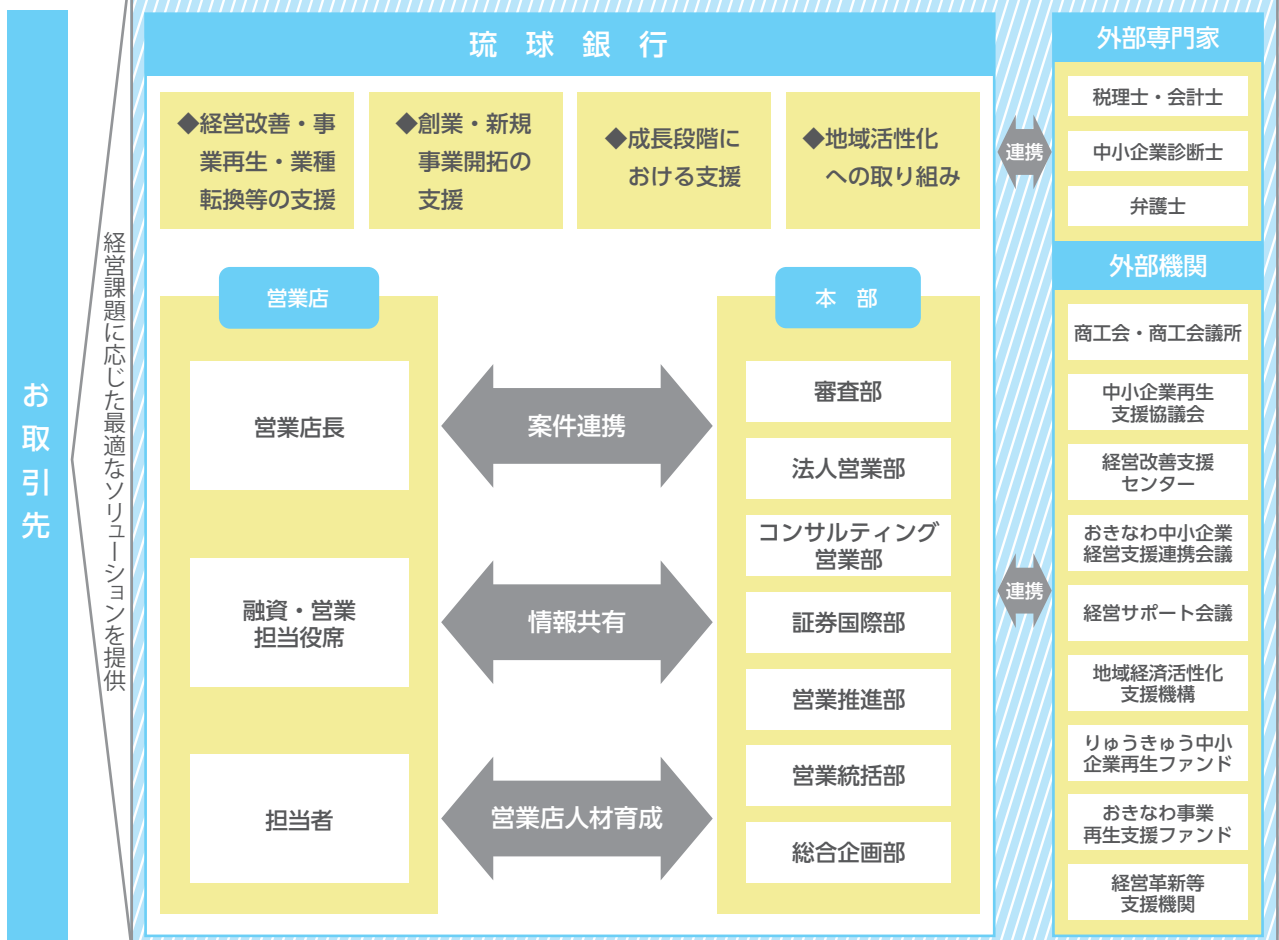 お取引先
経営課題に応じた最適なソリューションを提供
琉球銀行
◆経営改善・事
業再生・業種
転換等の支援
◆創業・新規
事業開拓の
支援
◆成長段階に
おける支援
◆地域活性化
への取り組み
営業店
営業店長
融資・営業
担当役席
担当者
案件連携
情報共有
営業店人材育成
本部
審査部
法人営業部
コンサルティング
営業部
証券国際部
営業推進部
営業統括部
総合企画部
連携
連携
外部専門家
税理士・会計士
中小企業診断士
弁護士
外部機関
商工会・商工会議所
中小企業再生
支援協議会
経営改善支援
センター
おきなわ中小企業
経営支援連携会議
経営サポート会議
地域経済活性化
支援機構
りゅうきゅう中小
企業再生ファンド
おきなわ事業
再生支援ファンド
経営革新等
支援機関